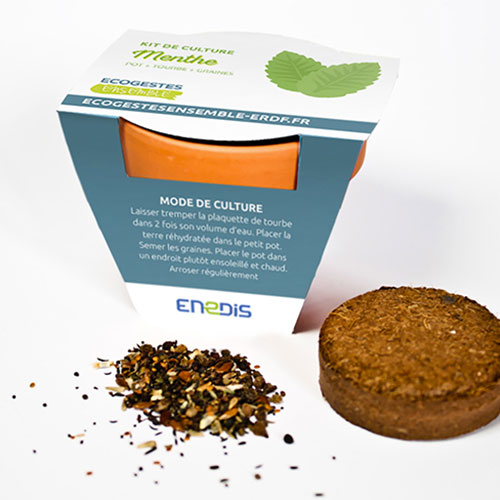 KIT DE CULTURE
Menthe
POT + TOURBE + GRAINES
ECOGESTES
ENSEMBLE
ECOGESTESENSEMBLE-ERDF.FR
MODE DE CULTURE
Laisser tremper la plaquette de tourbe
dans 2 fois son volume d'eau. Placer la
terre réhydratée dans le petit pot.
Semer les graines. Placer le pot dans
un endroit plutôt ensoleillé et chaud.
Arroser régulièrement
ENEDIS